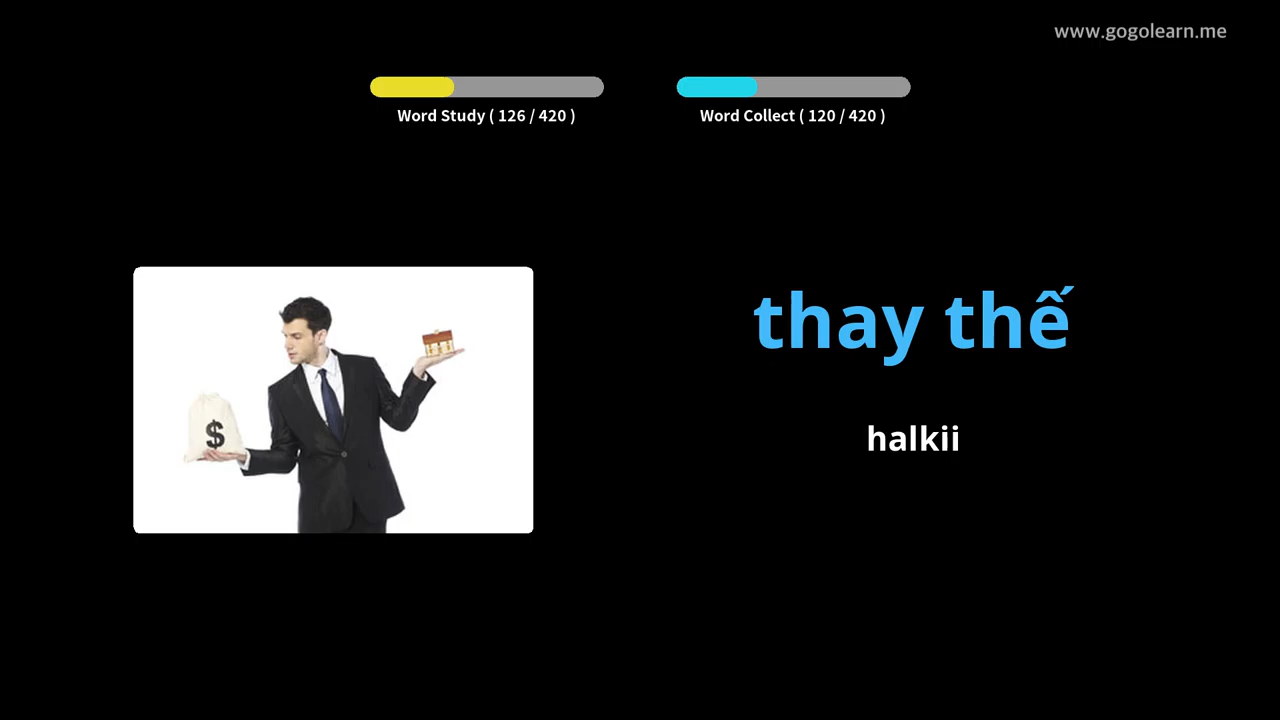 www.gogolearn.me
Word Study ( 126 / 420 )
Word Collect ( 120 / 420 )
thay thế
$
halkii